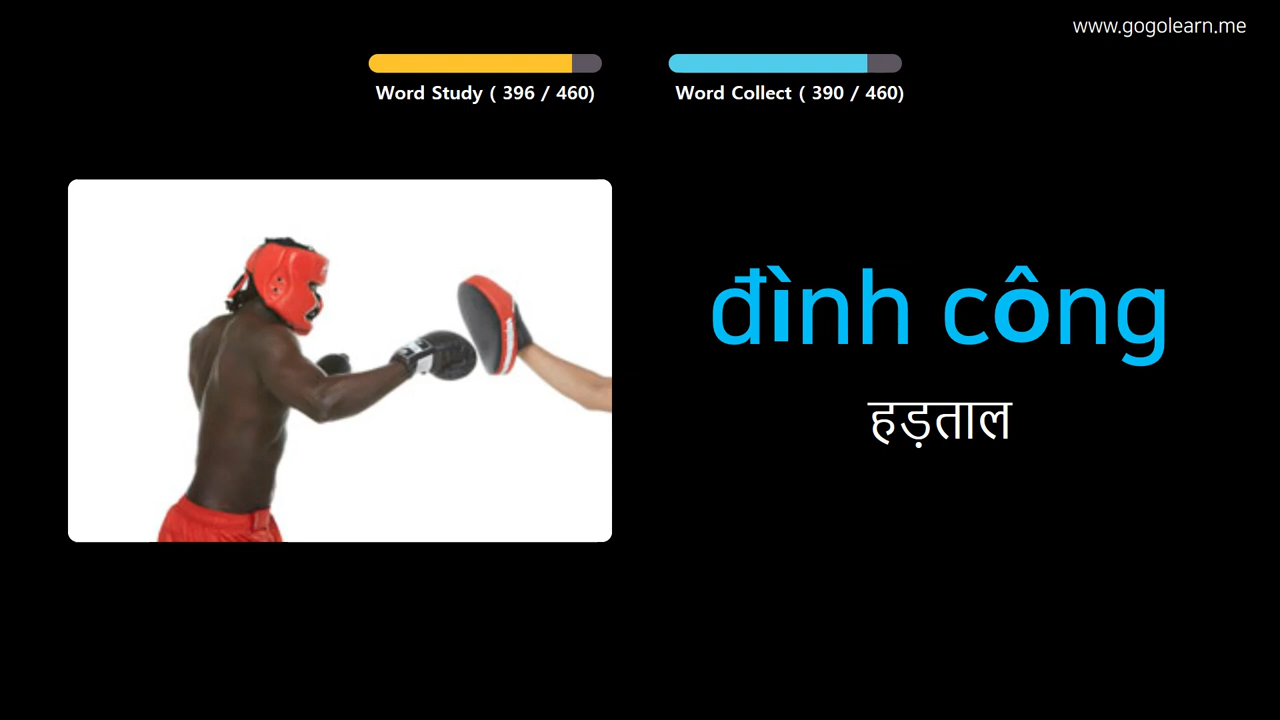 www.gogolearn.me
Word Study ( 396 / 460)
Word Collect ( 390 / 460)
đình công
हड़ताल